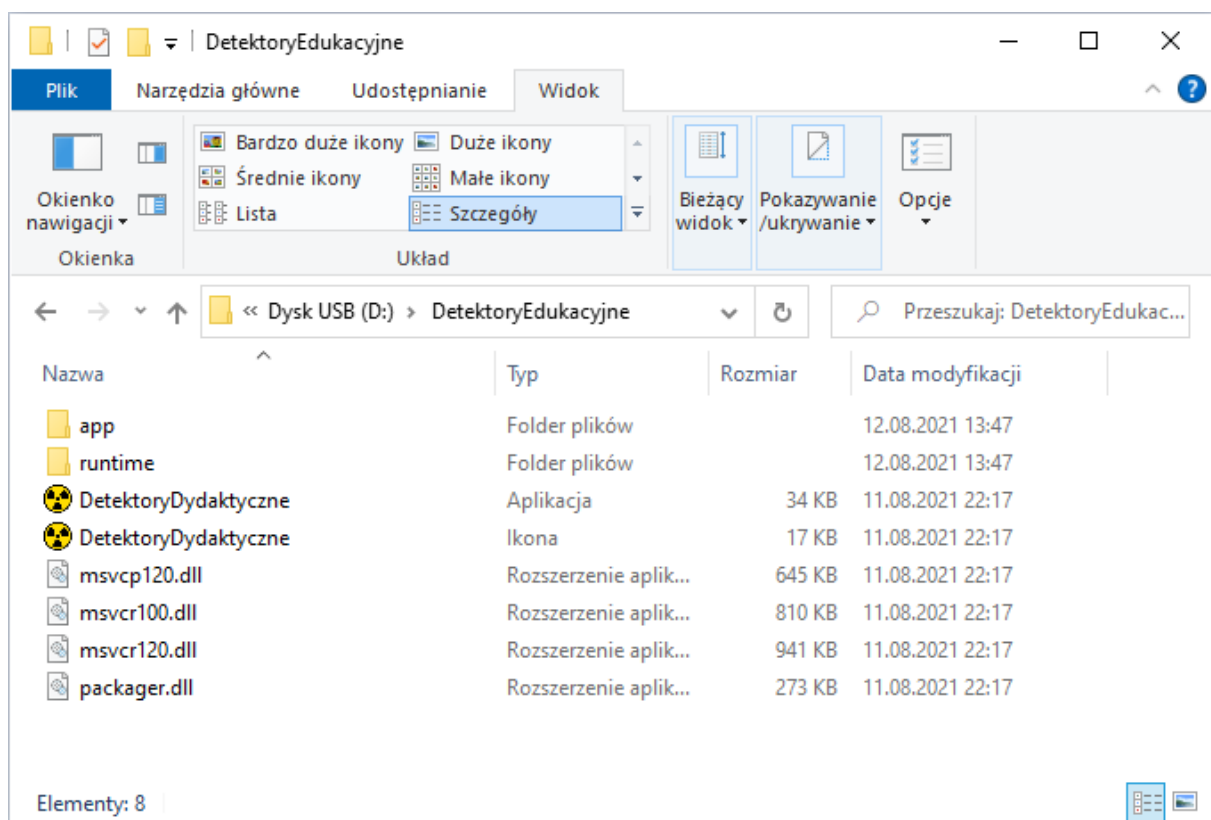 DetektoryEdukacyjne
Plik Narzędzia główne Udostępnianie Widok
Okienko nawigacji
Bardzo duże ikony Duże ikony
Średnie ikony Małe ikony
Lista Szczegóły
Bieżący widok
Pokazywanie /ukrywanie
Opcje
Okienka Układ
« Dysk USB (D:) > DetektoryEdukacyjne Przeszukaj: DetektoryEdukac...
Nazwa Typ Rozmiar Data modyfikacji
app Folder plików 12.08.2021 13:47
runtime Folder plików 12.08.2021 13:47
DetektoryDydaktyczne Aplikacja 34 KB 11.08.2021 22:17
DetektoryDydaktyczne Ikona 17 KB 11.08.2021 22:17
msvcp120.dll Rozszerzenie aplik... 645 KB 11.08.2021 22:17
msvcr100.dll Rozszerzenie aplik... 810 KB 11.08.2021 22:17
msvcr120.dll Rozszerzenie aplik... 941 KB 11.08.2021 22:17
packager.dll Rozszerzenie aplik... 273 KB 11.08.2021 22:17
Elementy: 8